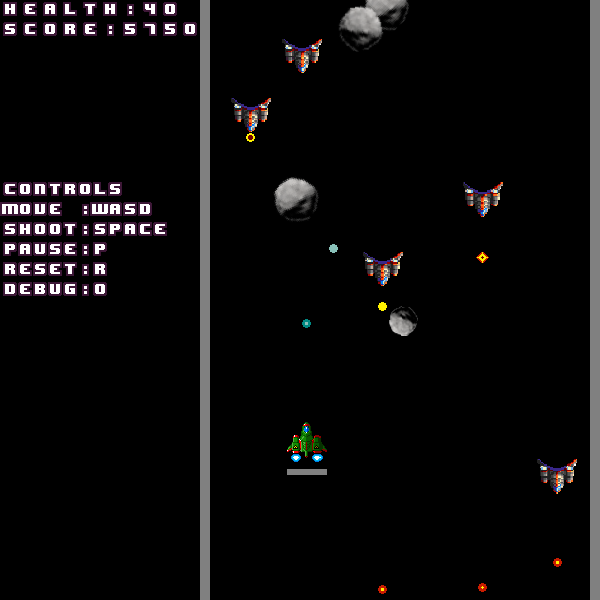 HEALTH:40
SCORE:5750
CONTROLS
MOVE :WASD
SHOOT:SPACE
PAUSE:P
RESET:R
DEBUG:O